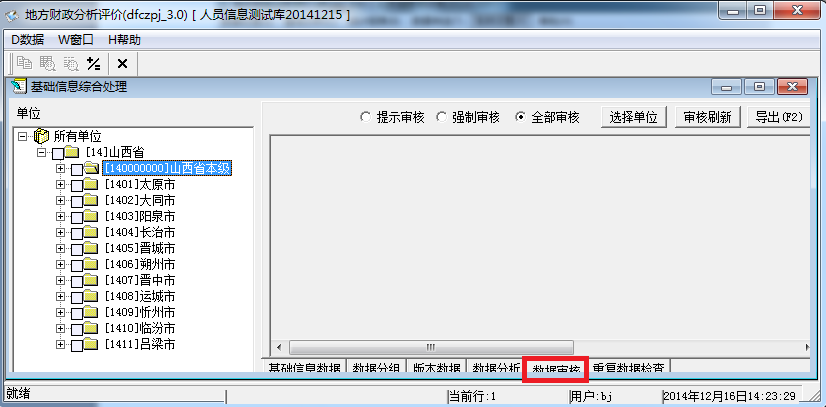 地方财政分析评价(dfczpj_3.0) [ 人员信息测试库20141215 ]
D数据 W窗口 H帮助
基础信息综合处理
单位
提示审核 强制审核 全部审核 选择单位 审核刷新 导出(F2)
所有单位
[14]山西省
[140000000]山西省本级
[1401]太原市
[1402]大同市
[1403]阳泉市
[1404]长治市
[1405]晋城市
[1406]朔州市
[1407]晋中市
[1408]运城市
[1409]忻州市
[1410]临汾市
[1411]吕梁市
基础信息数据 数据分组 版本数据 数据分析 数据审核 重复数据检查
就绪 当前行:1 用户:bj 2014年12月16日14:23:29